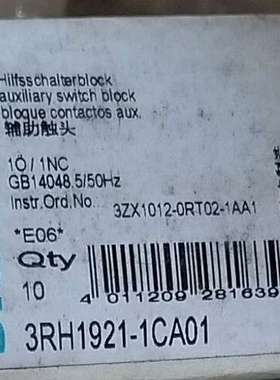 Hilfsschalterblock
auxiliary switch block
bloque contactos aux.
辅助触头
1Ö / 1NC
GB14048.5/50Hz
Instr.Ord.No. 3ZX1012-0RT02-1AA1
*E06*
Qty
10
4 011209 281639
3RH1921-1CA01